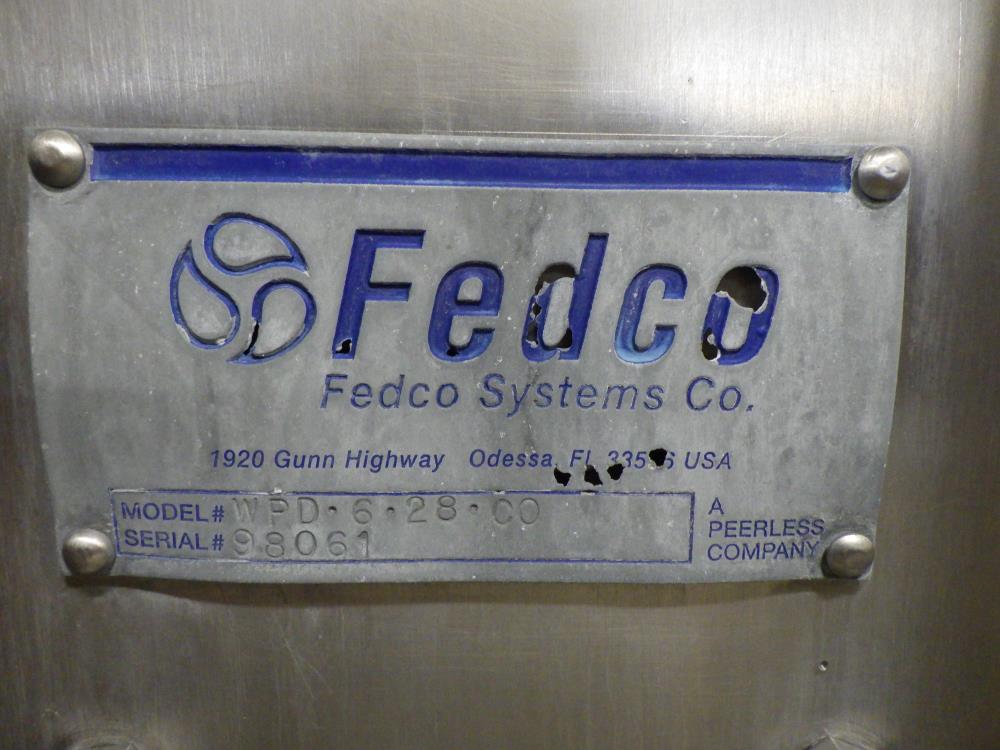 Fedco
Fedco Systems Co.
1920 Gunn Highway Odessa, FL USA
MODEL# WPD·6·28·CO
SERIAL# 98061
A
PEERLESS
COMPANY